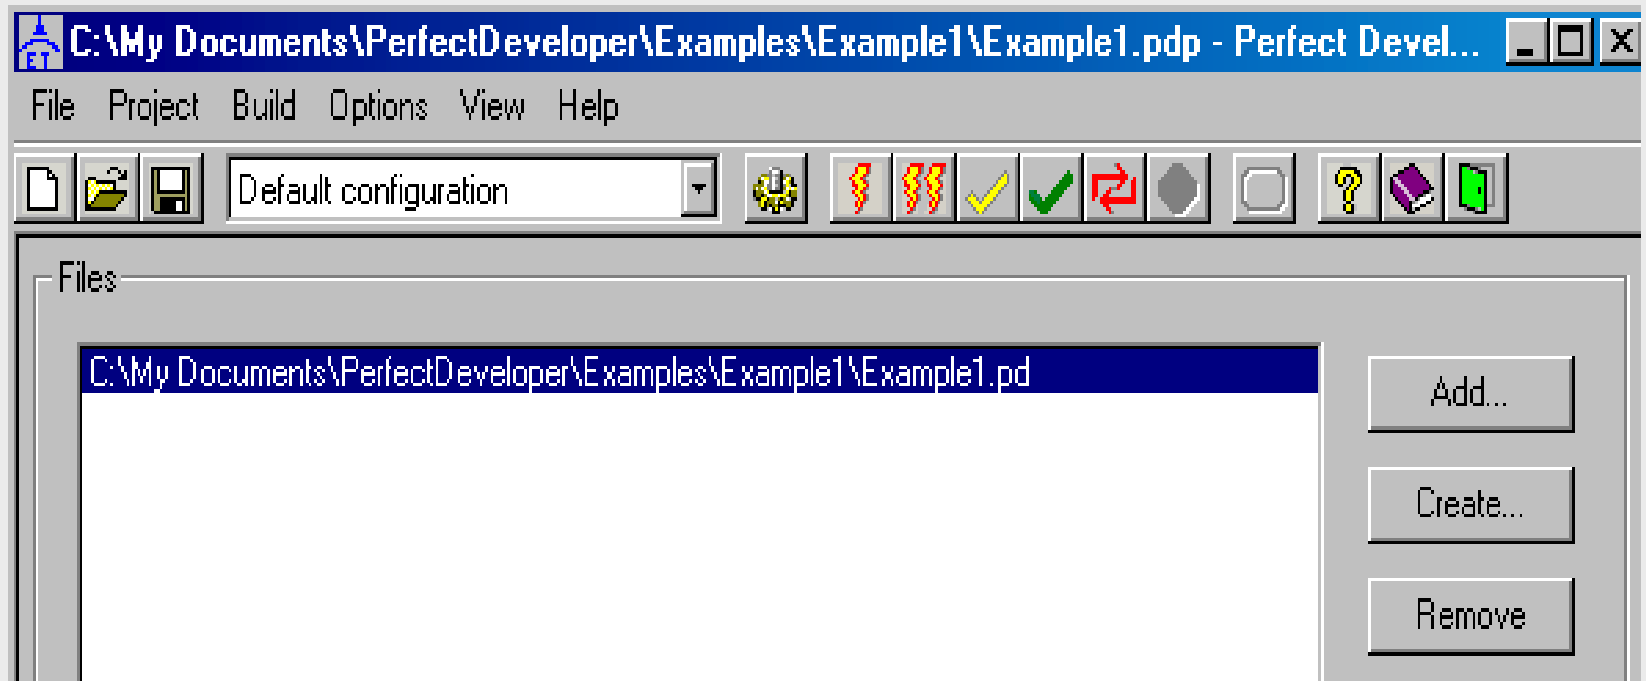 C:\My Documents\PerfectDeveloper\Examples\Example1\Example1.pdp - Perfect Devel...
File Project Build Options View Help
Default configuration
Files
C:\My Documents\PerfectDeveloper\Examples\Example1\Example1.pd
Add...
Create...
Remove